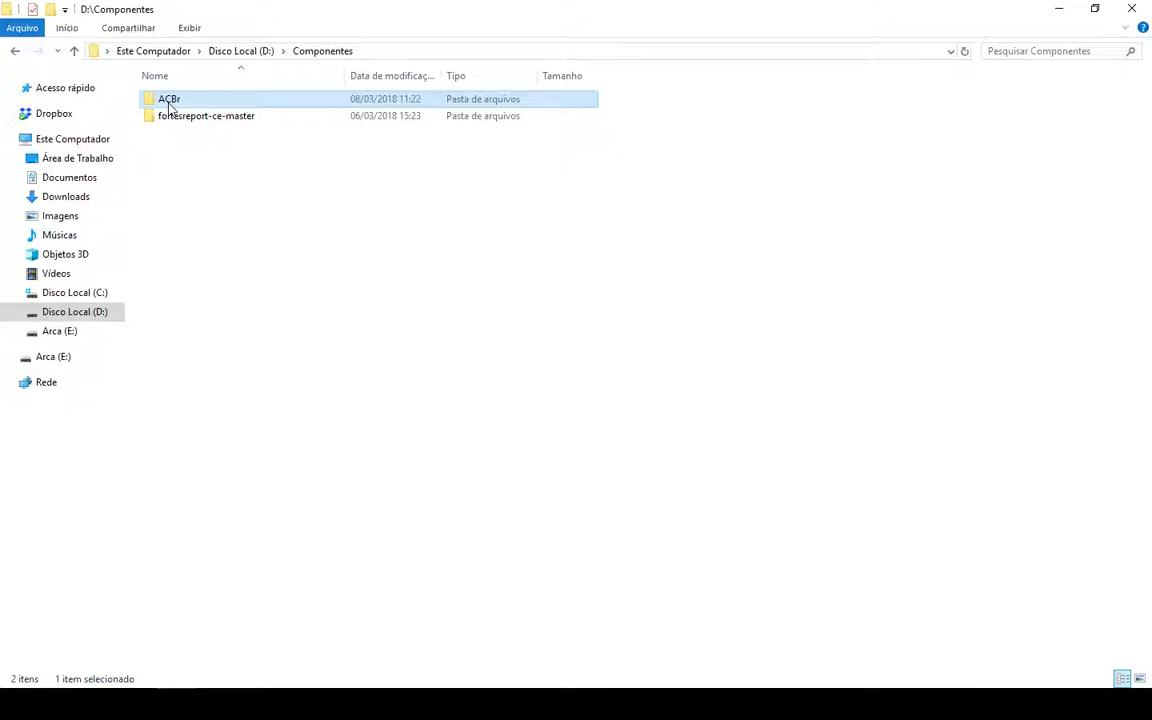 D:\Componentes
Arquivo Início Compartilhar Exibir
Este Computador Disco Local (D:) Componentes Pesquisar Componentes
Nome Data de modificaç... Tipo Tamanho
ACBr 08/03/2018 11:22 Pasta de arquivos
fortesreport-ce-master 06/03/2018 15:23 Pasta de arquivos
Acesso rápido
Dropbox
Este Computador
Área de Trabalho
Documentos
Downloads
Imagens
Músicas
Objetos 3D
Vídeos
Disco Local (C:)
Disco Local (D:)
Arca (E:)
Arca (E:)
Rede
2 itens 1 item selecionado